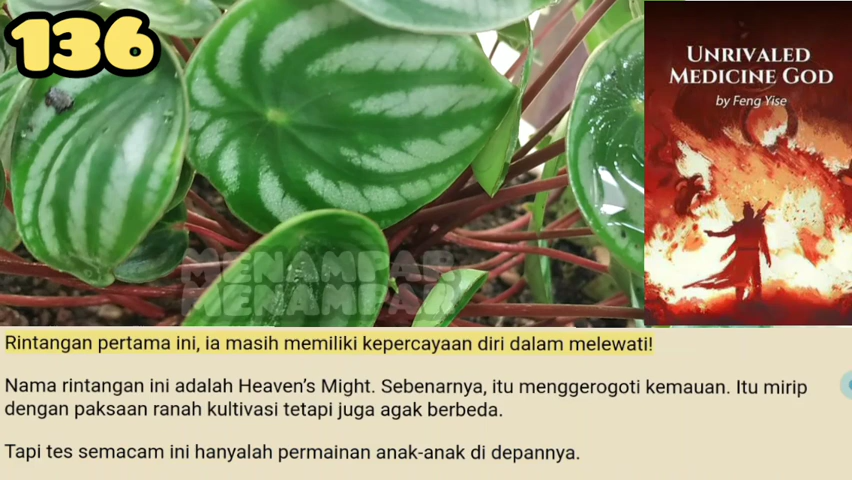 136
UNRIVALED
MEDICINE GOD
by Feng Yise
MENAMPAR
MENAMPAR
Rintangan pertama ini, ia masih memiliki kepercayaan diri dalam melewati!
Nama rintangan ini adalah Heaven's Might. Sebenarnya, itu menggerogoti kemauan. Itu mirip
dengan paksaan ranah kultivasi tetapi juga agak berbeda.
Tapi tes semacam ini hanyalah permainan anak-anak di depannya.